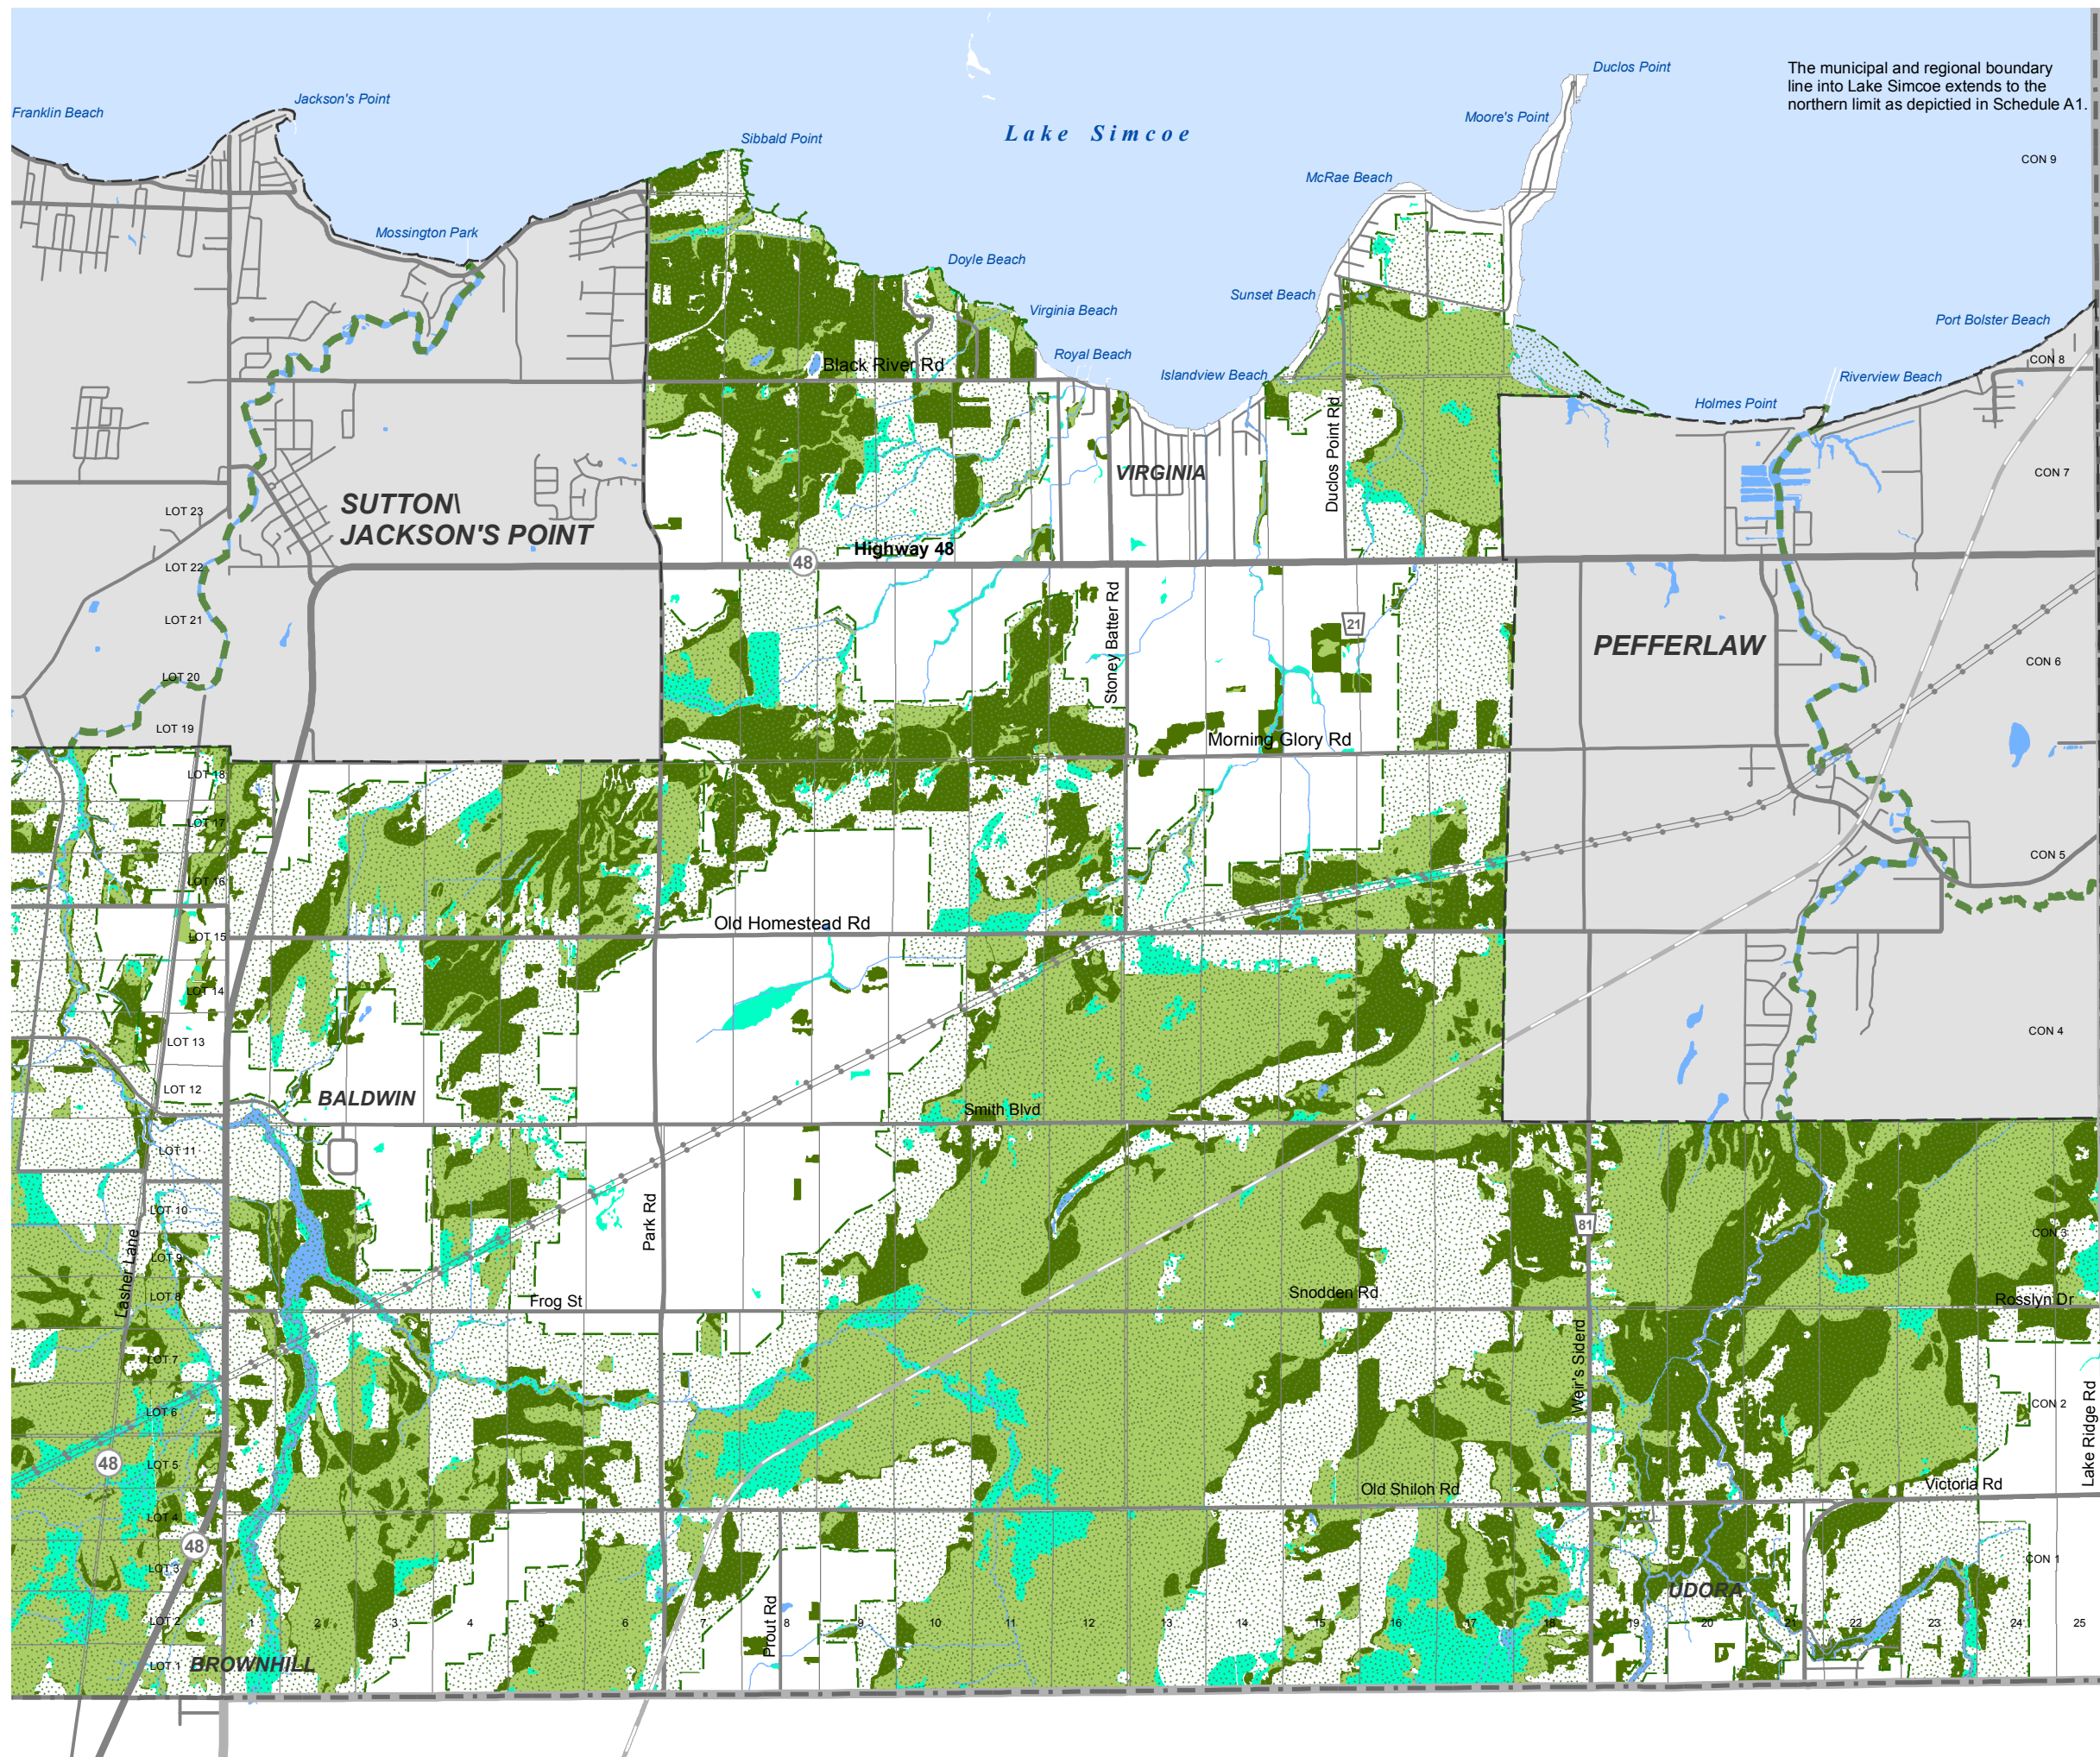 Duclos Point
The municipal and regional boundary
line into Lake Simcoe extends to the
northern limit as depictied in Schedule A1.
Jackson's Point
Franklin Beach
Moore's Point
Lake Simcoe
Sibbald Point
CON 9
McRae Beach
Mossington Park
Doyle Beach
Sunset Beach
Virginia Beach
Port Bolster Beach
Royal Beach
CON 8
Black River Rd
Islandview Beach
Riverview Beach
Holmes Point
Duclos Point Rd
VIRGINIA
CON 7
SUTTON\
JACKSON'S POINT
LOT 23
Highway 48
48
LOT 22
Stoney Batter Rd
LOT 21
21
PEFFERLAW
CON 6
LOT 20
LOT 19
Morning Glory Rd
LOT 18
LOT 17
CON 5
LOT 16
Old Homestead Rd
LOT 15
LOT 14
CON 4
LOT 13
LOT 12
BALDWIN
Smith Blvd
LOT 11
LOT 10
Park Rd
81
CON 3
Lasher Lane
LOT 9
LOT 8
Snodden Rd
Frog St
Rosslyn Dr
LOT 7
Weir's Siderd
LOT 6
CON 2
Lake Ridge Rd
48
LOT 5
Old Shiloh Rd
Victoria Rd
LOT 4
48
LOT 3
CON 1
UDORA
LOT 2
2 3 4 5 6 7 8 9 10 11 12 13 14 15 16 17 18 19 20 21 22 23 24 25
Prout Rd
LOT 1
BROWNHILL